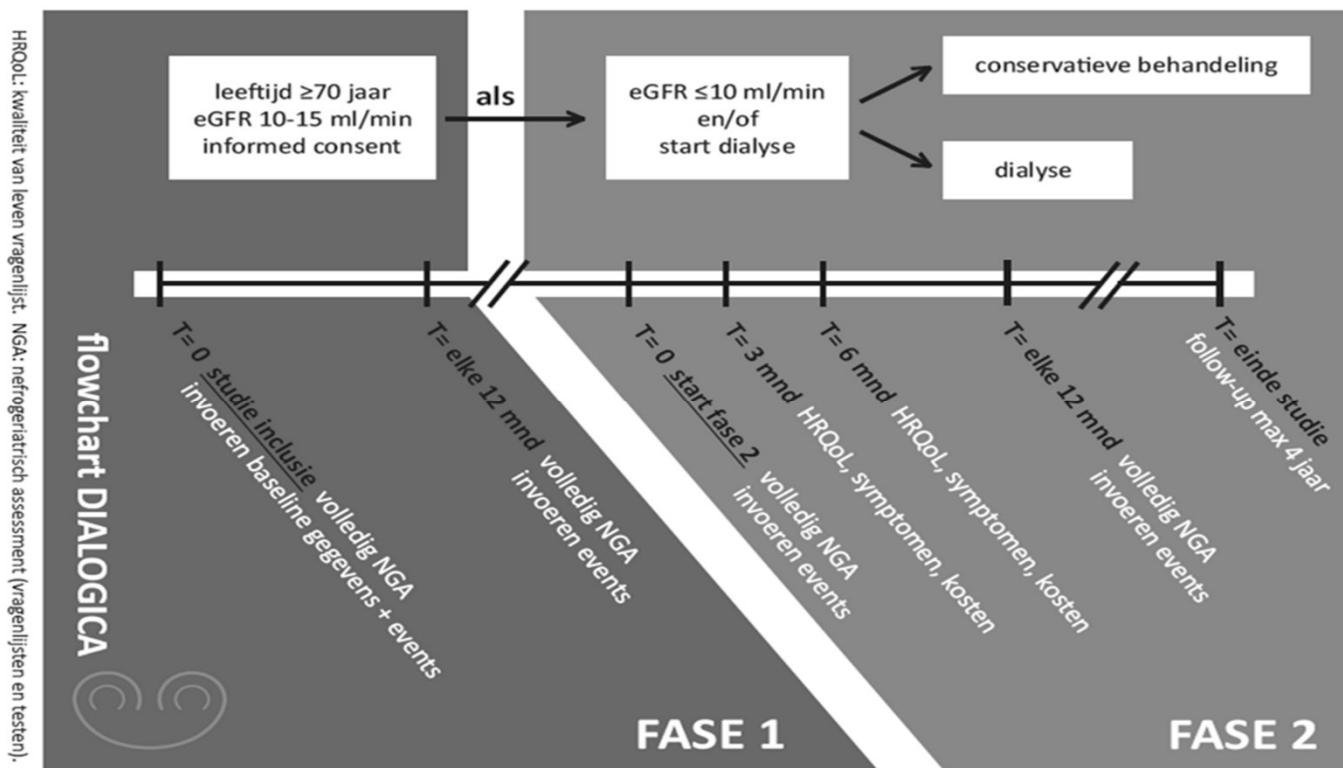 HRQoL: kwaliteit van leven vragenlijst. NGA: nefrogeriatrisch assessment (vragenlijsten en testen).
flowchart DIALOGICA
leeftijd ≥70 jaar
eGFR 10-15 ml/min
informed consent
als
eGFR ≤10 ml/min
en/of
start dialyse
conservatieve behandeling
dialyse
T= 0 studie inclusie volledig NGA
invoeren baseline gegevens + events
T= elke 12 mnd volledig NGA
invoeren events
T= 0 start fase 2 volledig NGA
invoeren events
T= 3 mnd HRQoL, symptomen, kosten
T= 6 mnd HRQoL, symptomen, kosten
T= elke 12 mnd volledig NGA
invoeren events
T= einde studie
follow-up max 4 jaar
FASE 1
FASE 2